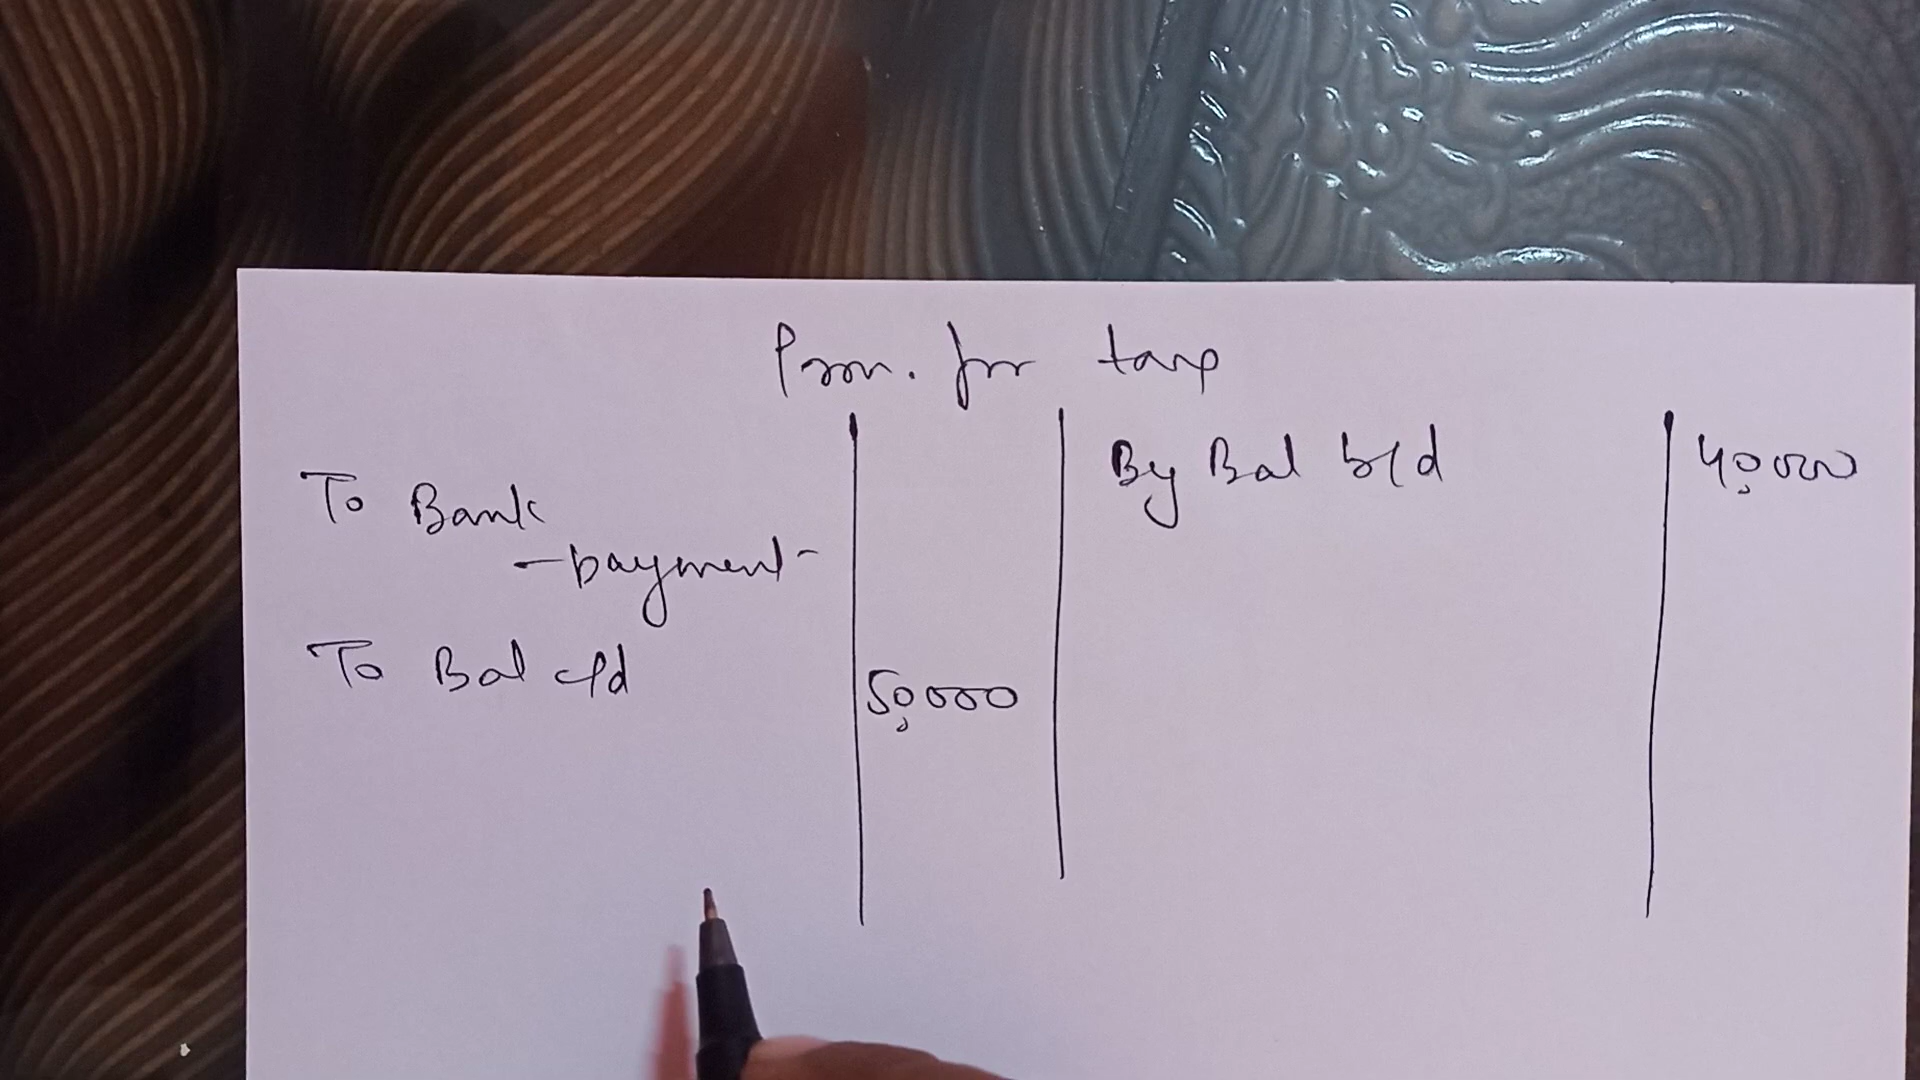 Prov. for tax
To Bank
-payment-
To Bal c/d 50,000
By Bal b/d 40,000